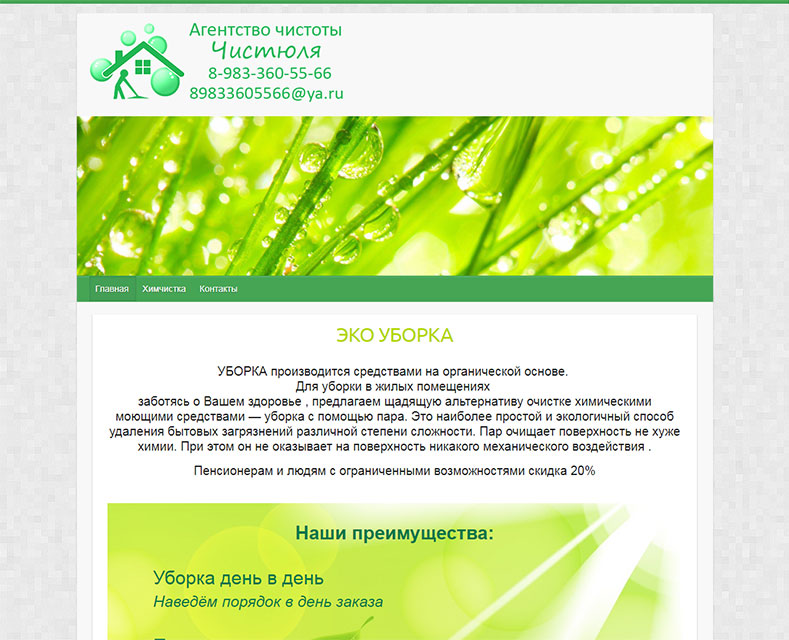 Агентство чистоты
Чистюля
8-983-360-55-66
89833605566@ya.ru
Главная Химчистка Контакты
ЭКО УБОРКА
УБОРКА производится средствами на органической основе.
Для уборки в жилых помещениях
заботясь о Вашем здоровье , предлагаем щадящую альтернативу очистке химическими
моющими средствами — уборка с помощью пара. Это наиболее простой и экологичный способ
удаления бытовых загрязнений различной степени сложности. Пар очищает поверхность не хуже
химии. При этом он не оказывает на поверхность никакого механического воздействия .
Пенсионерам и людям с ограниченными возможностями скидка 20%
Наши преимущества:
Уборка день в день
Наведём порядок в день заказа